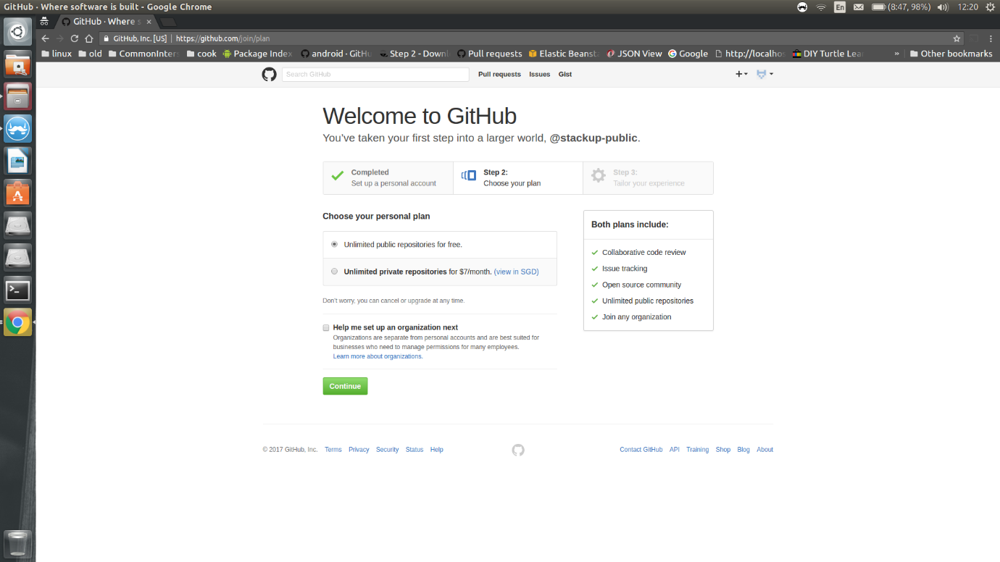 GitHub · Where software is built - Google Chrome
En
(8:47, 98%)
12:20
GitHub · Where s
GitHub, Inc. [US] | https://github.com/join/plan
linux
old
CommonInters
cook
Package Index
android · GitHu
Step 2 - Downl
Pull requests
Elastic Beansta
JSON View
Google
http://localhos
DIY Turtle Lear
»
Other bookmarks
Search GitHub
Pull requests
Issues
Gist
Welcome to GitHub
You've taken your first step into a larger world, @stackup-public.
Completed
Set up a personal account
Step 2:
Choose your plan
Step 3:
Tailor your experience
Choose your personal plan
Unlimited public repositories for free.
Unlimited private repositories for $7/month. (view in SGD)
Don't worry, you can cancel or upgrade at any time.
Help me set up an organization next
Organizations are separate from personal accounts and are best suited for
businesses who need to manage permissions for many employees.
Learn more about organizations.
Continue
Both plans include:
Collaborative code review
Issue tracking
Open source community
Unlimited public repositories
Join any organization
© 2017 GitHub, Inc.
Terms
Privacy
Security
Status
Help
Contact GitHub
API
Training
Shop
Blog
About